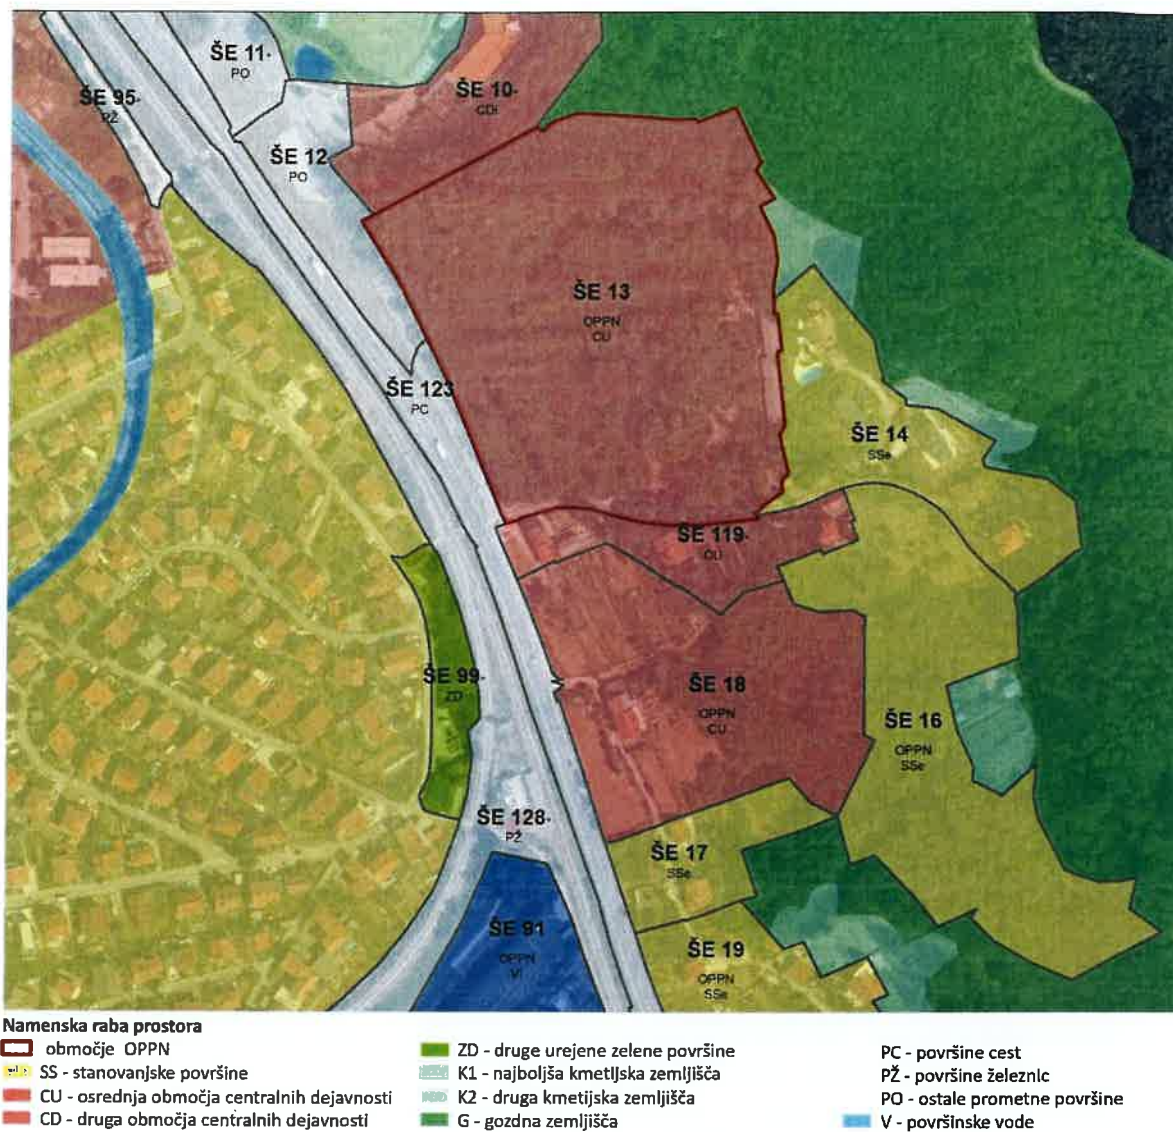 ŠE 11-
PO
ŠE 95-
PŽ
ŠE 10-
CDi
ŠE 12
PO
ŠE 13
OPPN
CU
ŠE 123
PC
ŠE 14
SSe
ŠE 119-
CU
ŠE 99-
ZD
ŠE 18
OPPN
CU
ŠE 16
OPPN
SSe
ŠE 128-
PŽ
ŠE 17
SSe
ŠE 91
OPPN
VI
ŠE 19
OPPN
SSe
Namenska raba prostora
območje OPPN
SS - stanovanjske površine
CU - osrednja območja centralnih dejavnosti
CD - druga območja centralnih dejavnosti
ZD - druge urejene zelene površine
K1 - najboljša kmetijska zemljišča
K2 - druga kmetijska zemljišča
G - gozdna zemljišča
PC - površine cest
PŽ - površine železnic
PO - ostale prometne površine
V - površinske vode